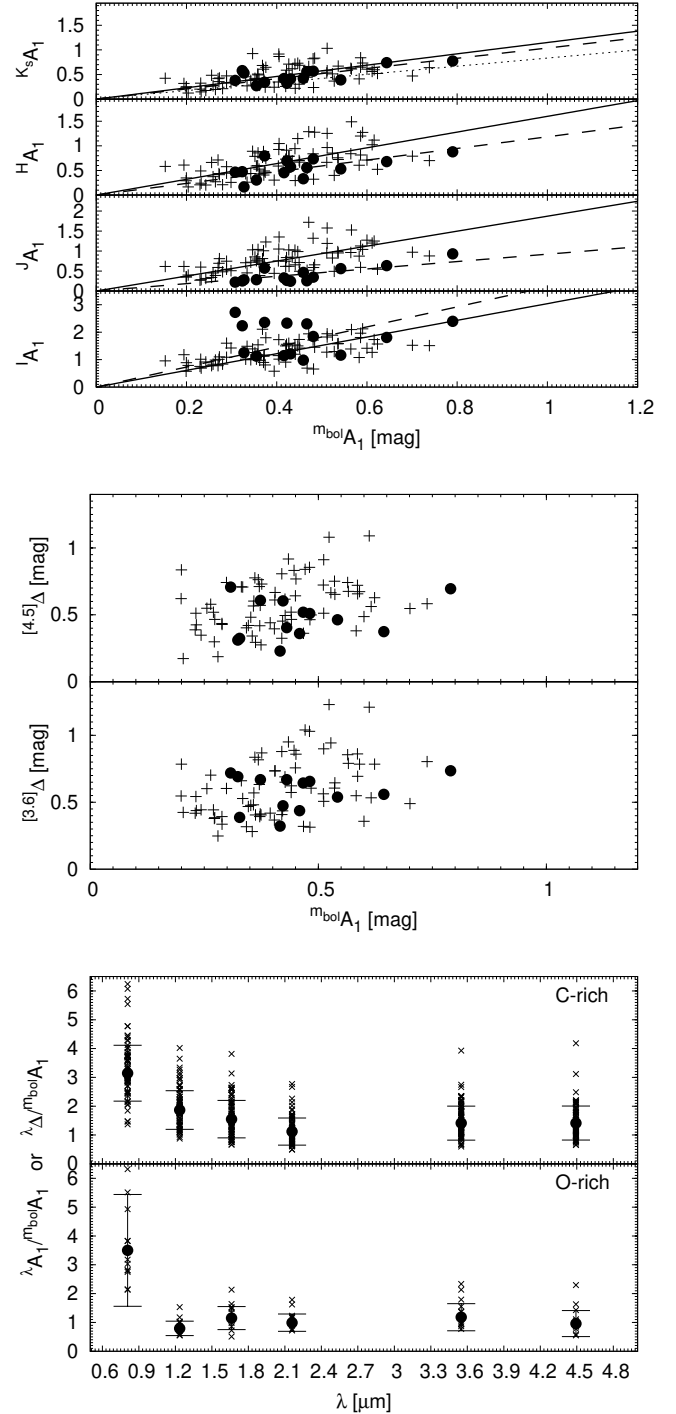 KsA1
0
0.5
1
1.5
HA1
0
0.5
1
1.5
JA1
0
0.5
1
1.5
2
IA1
0
1
2
3
0 0.2 0.4 0.6 0.8 1 1.2
mbolA1 [mag]
[4.5]Δ [mag]
0
0.5
1
[3.6]Δ [mag]
0
0.5
1
0 0.5 1
mbolA1 [mag]
C-rich
0
1
2
3
4
5
6
λA1/mbolA1 or λΔ/mbolA1
O-rich
0
1
2
3
4
5
6
0.6 0.9 1.2 1.5 1.8 2.1 2.4 2.7 3 3.3 3.6 3.9 4.2 4.5 4.8
λ [μm]